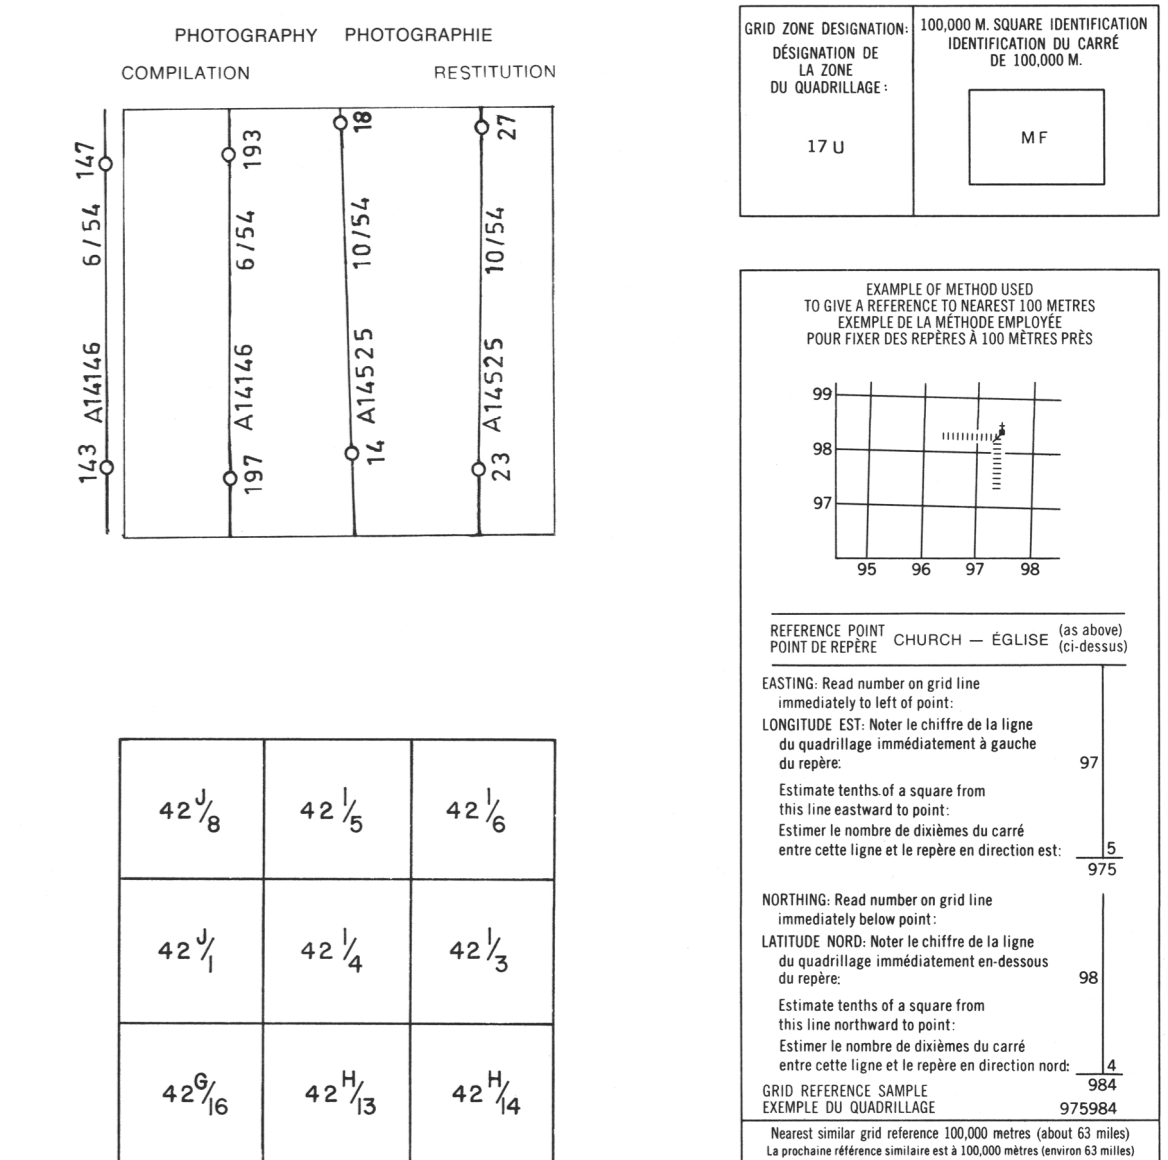 PHOTOGRAPHY PHOTOGRAPHIE
COMPILATION RESTITUTION
147 6/54 A14146 143
193 6/54 A14146 197
18 10/54 A14525 14
27 10/54 A14525 23
42 J/8 42 I/5 42 I/6
42 J/1 42 I/4 42 I/3
42 G/16 42 H/13 42 H/14
GRID ZONE DESIGNATION:
DÉSIGNATION DE
LA ZONE
DU QUADRILLAGE:
17 U
100,000 M. SQUARE IDENTIFICATION
IDENTIFICATION DU CARRÉ
DE 100,000 M.
MF
EXAMPLE OF METHOD USED
TO GIVE A REFERENCE TO NEAREST 100 METRES
EXEMPLE DE LA MÉTHODE EMPLOYÉE
POUR FIXER DES REPÈRES À 100 MÈTRES PRÈS
99
98
97
95 96 97 98
REFERENCE POINT
POINT DE REPÈRE
CHURCH — ÉGLISE
(as above)
(ci-dessus)
EASTING: Read number on grid line
immediately to left of point:
LONGITUDE EST: Noter le chiffre de la ligne
du quadrillage immédiatement à gauche
du repère: 97
Estimate tenths of a square from
this line eastward to point:
Estimer le nombre de dixièmes du carré
entre cette ligne et le repère en direction est: 5
975
NORTHING: Read number on grid line
immediately below point:
LATITUDE NORD: Noter le chiffre de la ligne
du quadrillage immédiatement en-dessous
du repère: 98
Estimate tenths of a square from
this line northward to point:
Estimer le nombre de dixièmes du carré
entre cette ligne et le repère en direction nord: 4
984
GRID REFERENCE SAMPLE
EXEMPLE DU QUADRILLAGE 975984
Nearest similar grid reference 100,000 metres (about 63 miles)
La prochaine référence similaire est à 100,000 mètres (environ 63 milles)